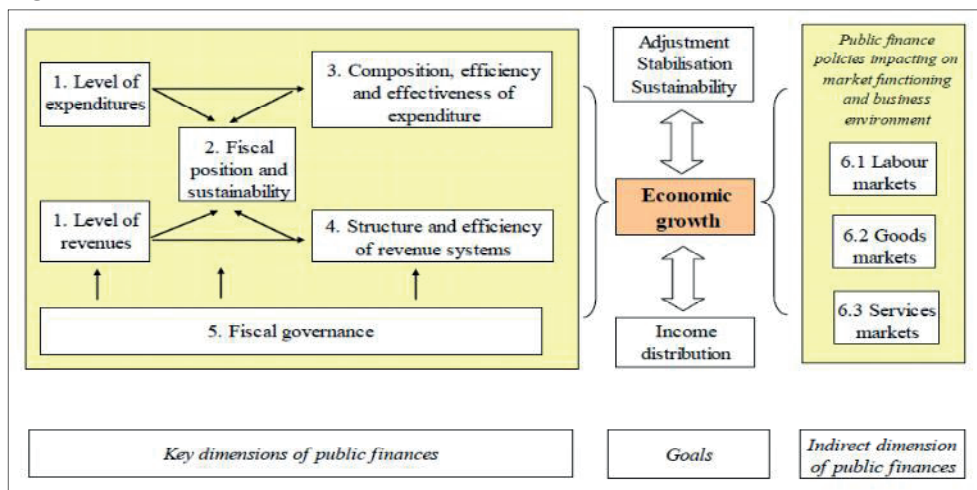 1. Level of
expenditures
3. Composition, efficiency
and effectiveness of
expenditure
2. Fiscal
position and
sustainability
1. Level of
revenues
4. Structure and efficiency
of revenue systems
5. Fiscal governance
Adjustment
Stabilisation
Sustainability
Economic
growth
Income
distribution
Public finance
policies impacting on
market functioning
and business
environment
6.1 Labour
markets
6.2 Goods
markets
6.3 Services
markets
Key dimensions of public finances
Goals
Indirect dimension
of public finances